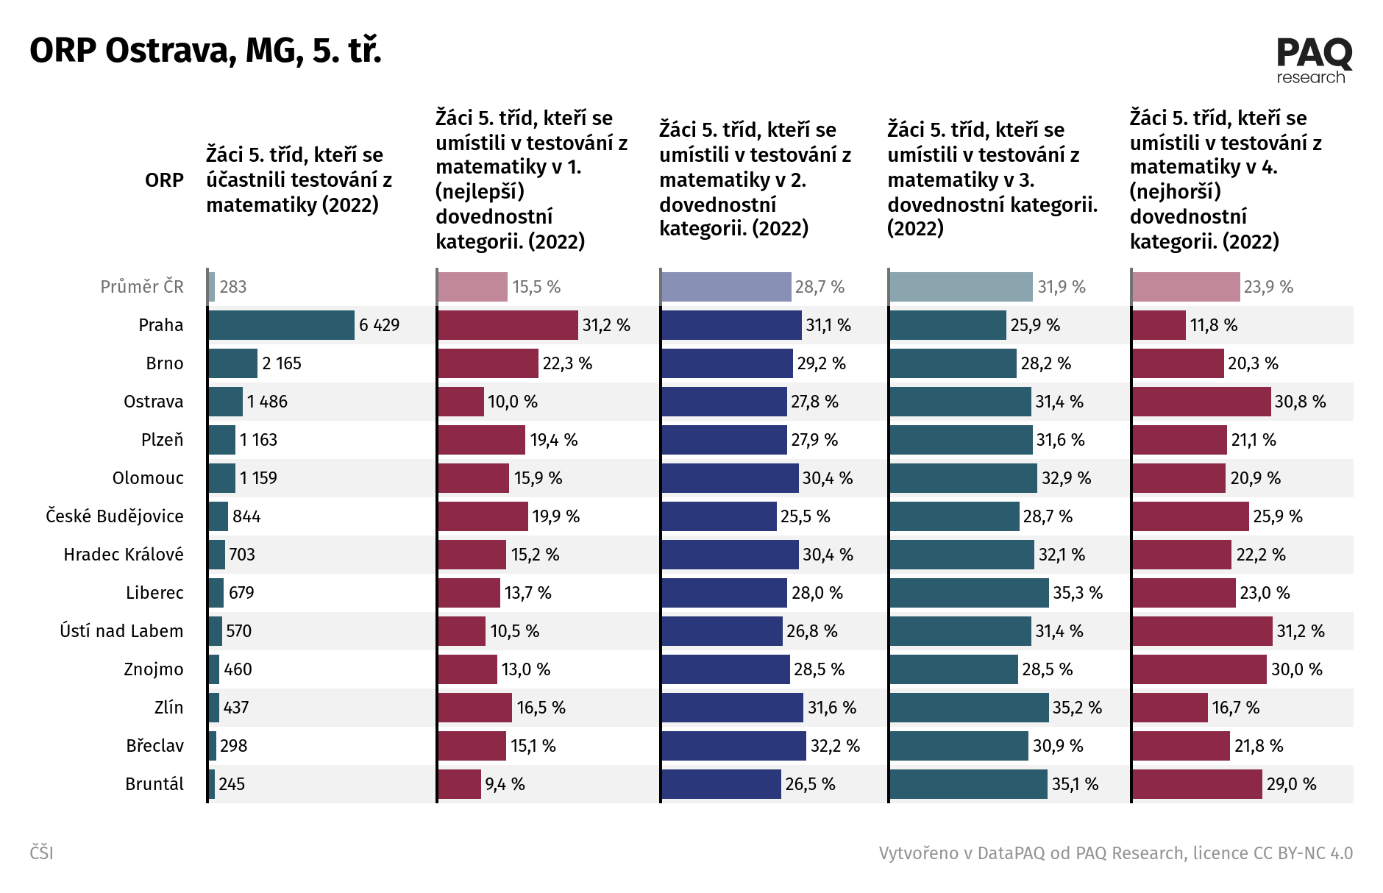 ORP Ostrava, MG, 5. tř.
PAQ
research
ORP
Žáci 5. tříd, kteří se
účastnili testování z
matematiky (2022)
Žáci 5. tříd, kteří se
umístili v testování z
matematiky v 1.
(nejlepší)
dovednostní
kategorii. (2022)
Žáci 5. tříd, kteří se
umístili v testování z
matematiky v 2.
dovednostní
kategorii. (2022)
Žáci 5. tříd, kteří se
umístili v testování z
matematiky v 3.
dovednostní kategorii.
(2022)
Žáci 5. tříd, kteří se
umístili v testování z
matematiky v 4.
(nejhorší)
dovednostní
kategorii. (2022)
Průměr ČR 283 15,5 % 28,7 % 31,9 % 23,9 %
Praha 6 429 31,2 % 31,1 % 25,9 % 11,8 %
Brno 2 165 22,3 % 29,2 % 28,2 % 20,3 %
Ostrava 1 486 10,0 % 27,8 % 31,4 % 30,8 %
Plzeň 1 163 19,4 % 27,9 % 31,6 % 21,1 %
Olomouc 1 159 15,9 % 30,4 % 32,9 % 20,9 %
České Budějovice 844 19,9 % 25,5 % 28,7 % 25,9 %
Hradec Králové 703 15,2 % 30,4 % 32,1 % 22,2 %
Liberec 679 13,7 % 28,0 % 35,3 % 23,0 %
Ústí nad Labem 570 10,5 % 26,8 % 31,4 % 31,2 %
Znojmo 460 13,0 % 28,5 % 28,5 % 30,0 %
Zlín 437 16,5 % 31,6 % 35,2 % 16,7 %
Břeclav 298 15,1 % 32,2 % 30,9 % 21,8 %
Bruntál 245 9,4 % 26,5 % 35,1 % 29,0 %
ČŠI
Vytvořeno v DataPAQ od PAQ Research, licence CC BY-NC 4.0